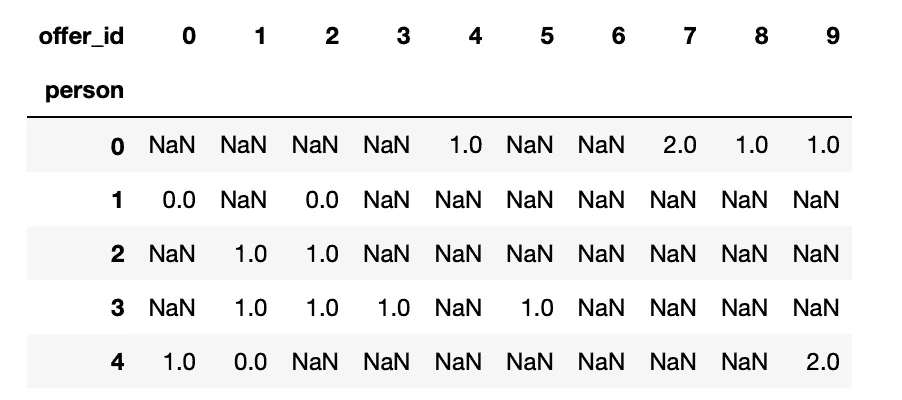 offer_id 0 1 2 3 4 5 6 7 8 9
person
0 NaN NaN NaN NaN 1.0 NaN NaN 2.0 1.0 1.0
1 0.0 NaN 0.0 NaN NaN NaN NaN NaN NaN NaN
2 NaN 1.0 1.0 NaN NaN NaN NaN NaN NaN NaN
3 NaN 1.0 1.0 1.0 NaN 1.0 NaN NaN NaN NaN
4 1.0 0.0 NaN NaN NaN NaN NaN NaN NaN 2.0